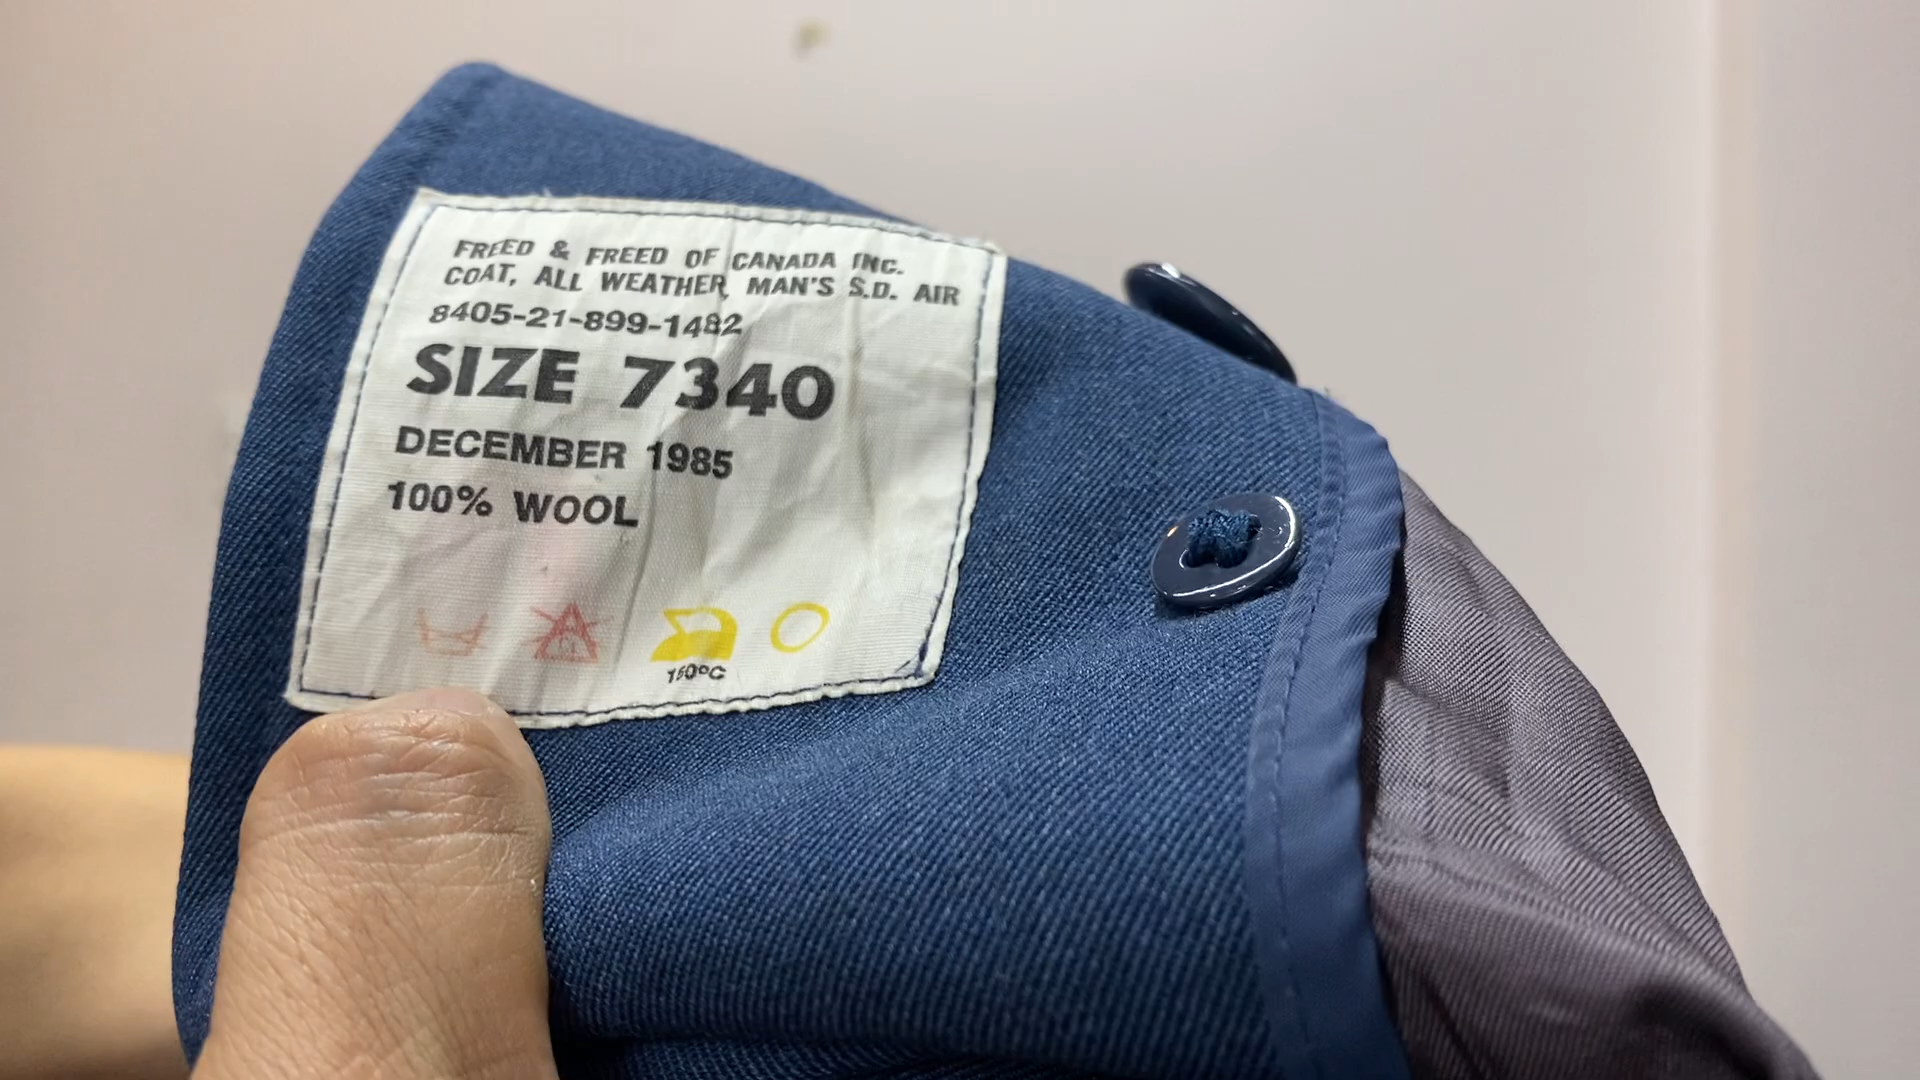 FREED & FREED OF CANADA INC.
COAT, ALL WEATHER, MAN'S S.D. AIR
8405-21-899-1482
SIZE 7340
DECEMBER 1985
100% WOOL
150°C